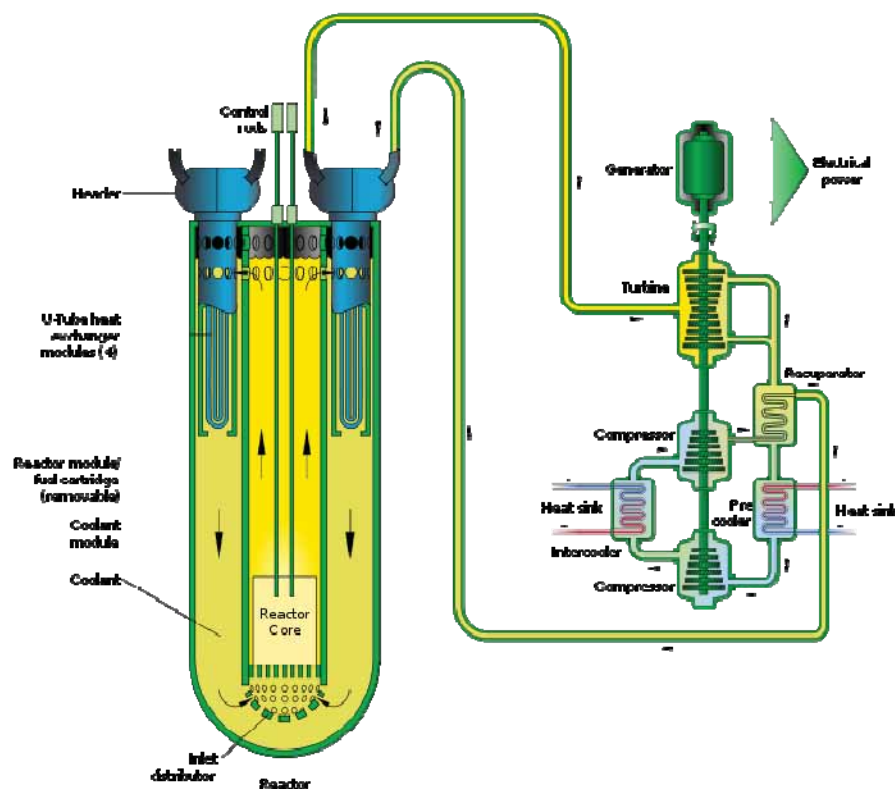 Control
rods
Header
U-Tube heat
exchanger
modules (4)
Reactor module/
fuel cartridge
(removable)
Coolant
module
Coolant
Reactor
Core
Inlet
distributor
Reactor
Generator
Electrical
power
Turbine
Recuperator
Compressor
Heat sink
Intercooler
Pre
cooler
Heat sink
Compressor